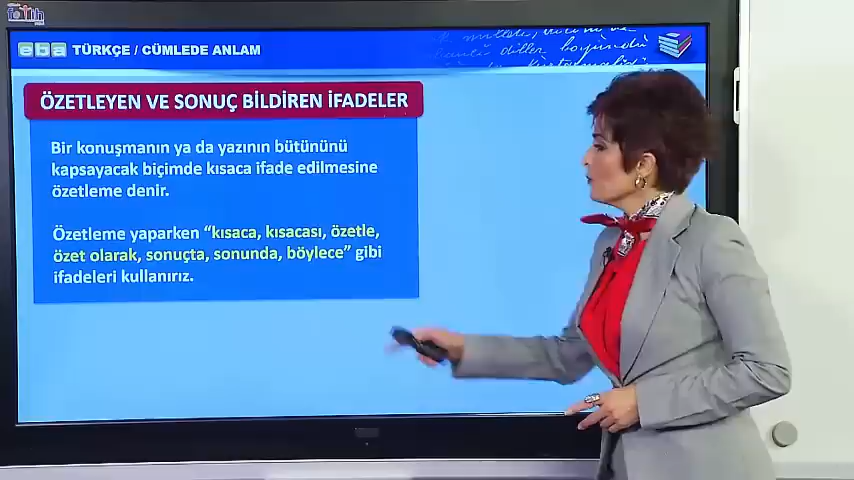 fatih
eba TÜRKÇE / CÜMLEDE ANLAM
ÖZETLEYEN VE SONUÇ BİLDİREN İFADELER
Bir konuşmanın ya da yazının bütününü
kapsayacak biçimde kısaca ifade edilmesine
özetleme denir.
Özetleme yaparken “kısaca, kısacası, özetle,
özet olarak, sonuçta, sonunda, böylece” gibi
ifadeleri kullanırız.